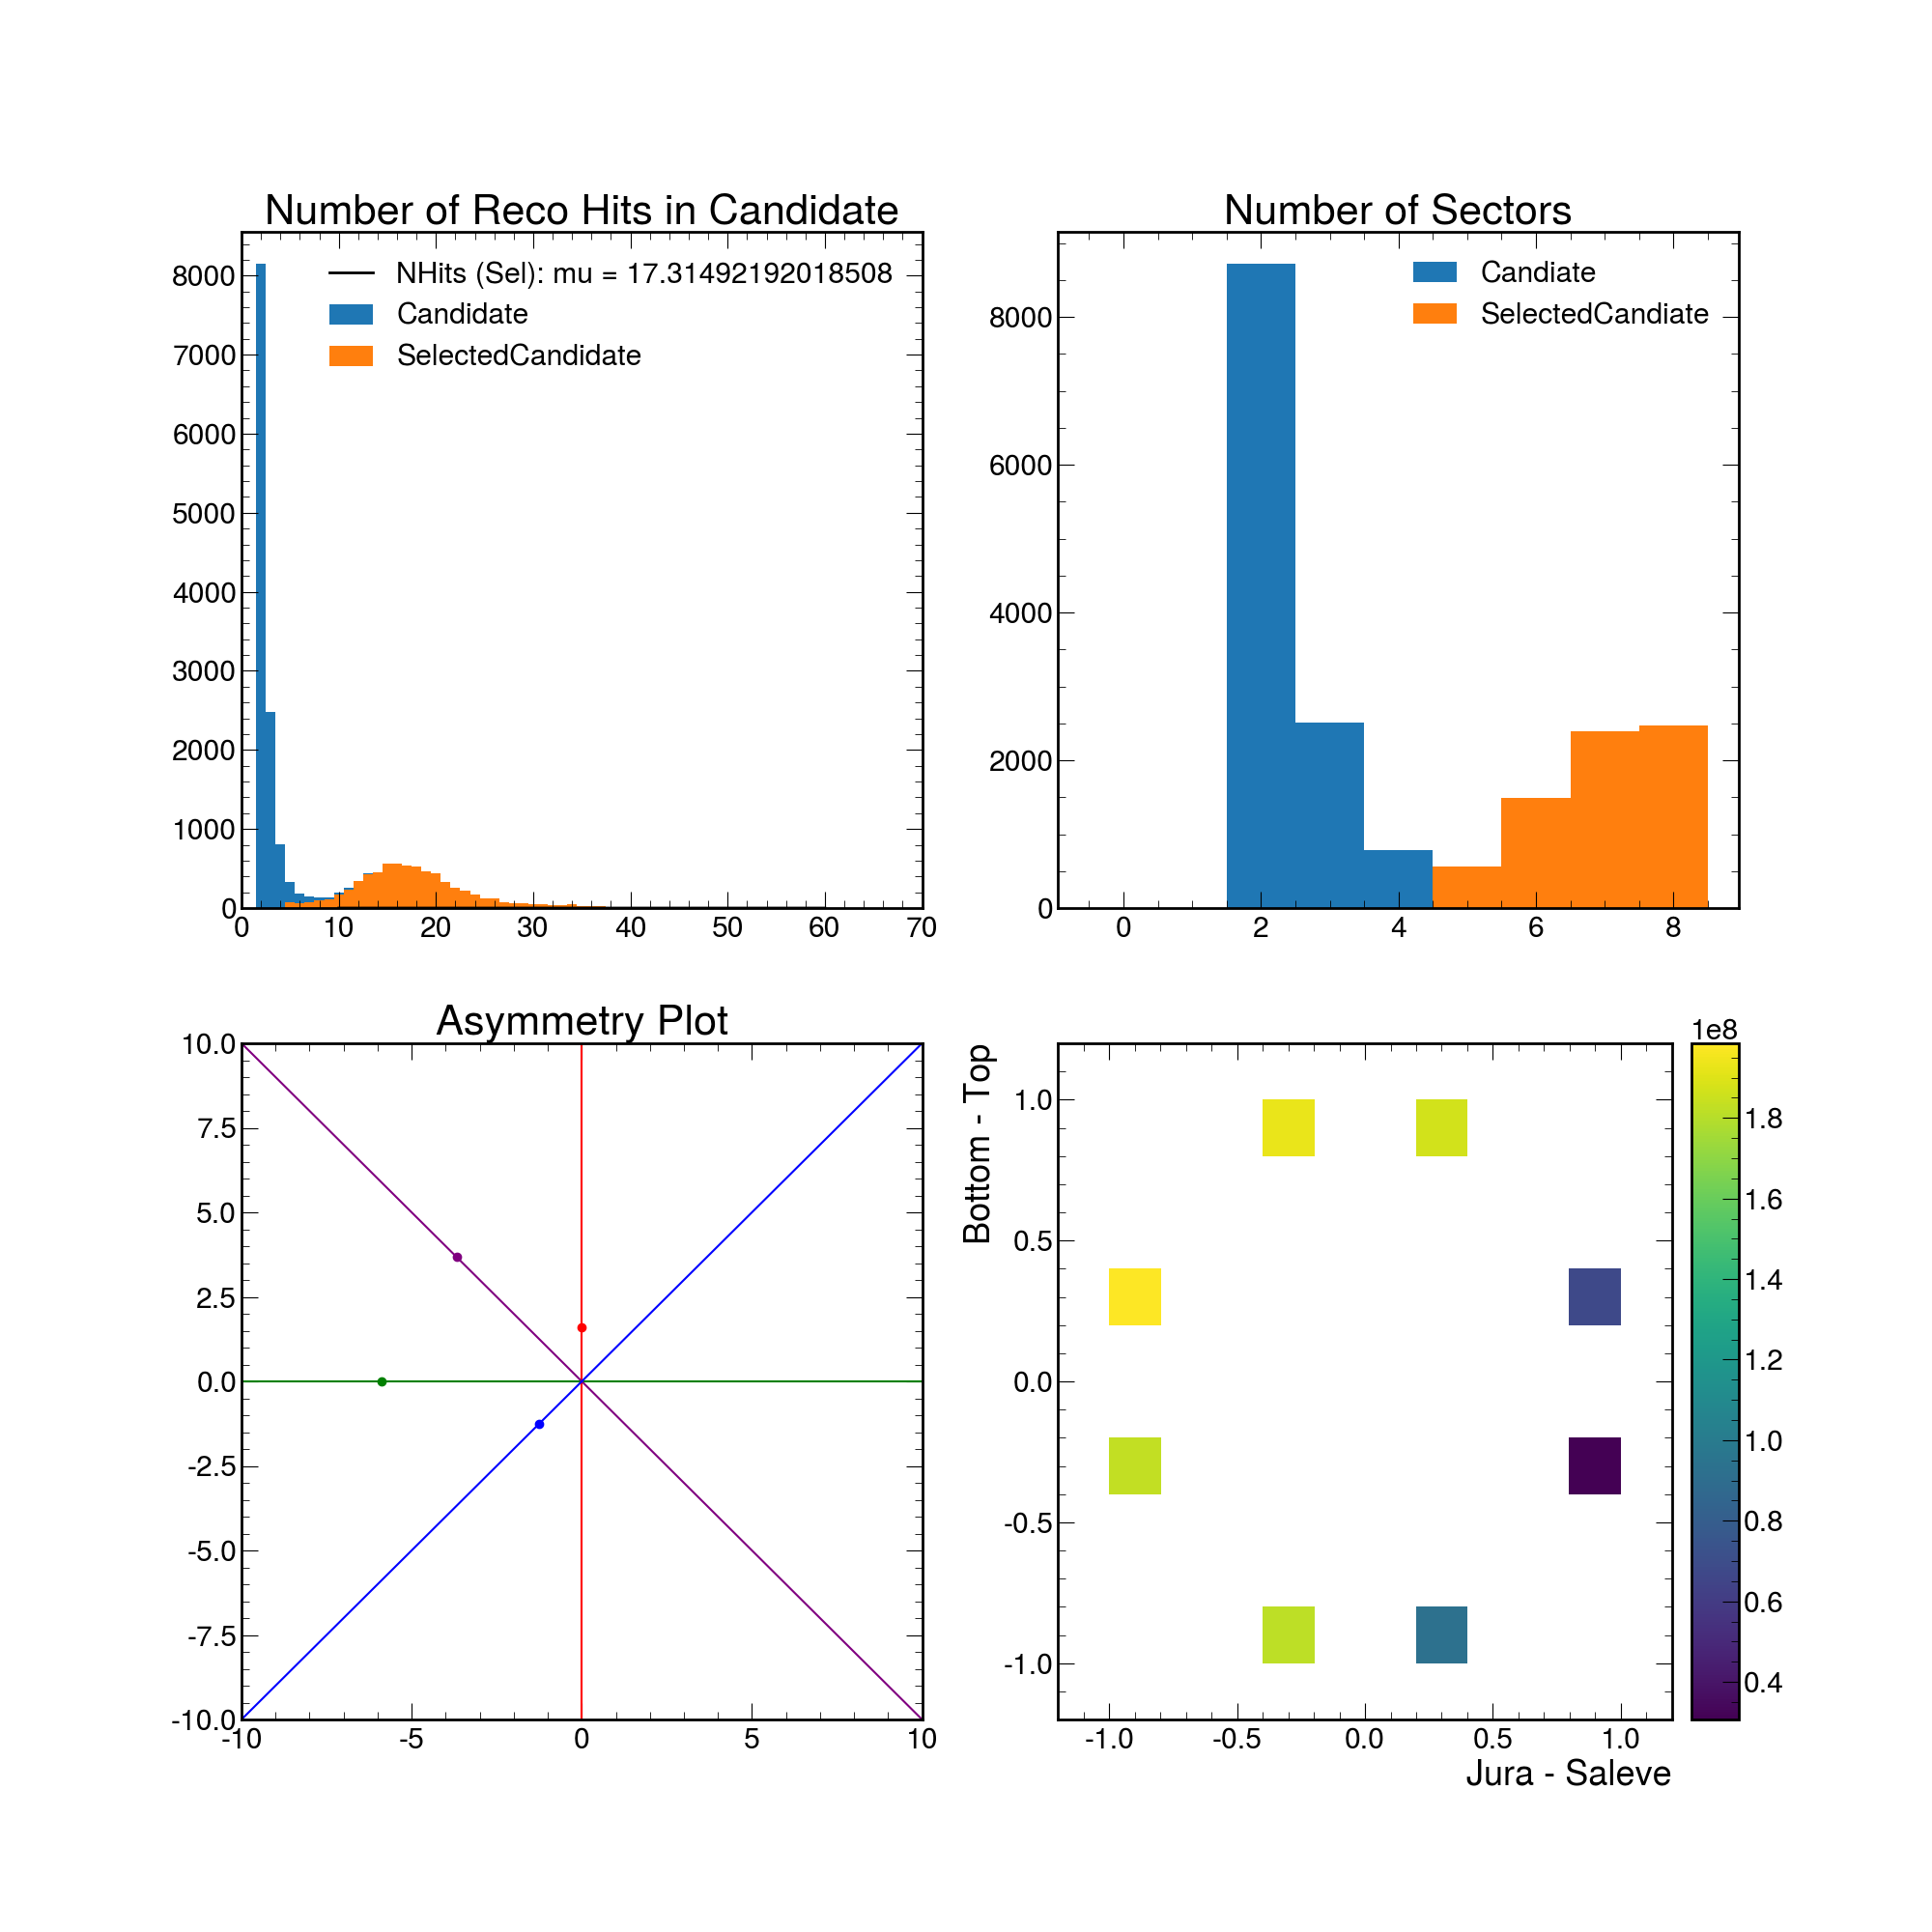 Number of Reco Hits in Candidate
NHits (Sel): mu = 17.31492192018508
Candidate
SelectedCandidate
8000
7000
6000
5000
4000
3000
2000
1000
0
0 10 20 30 40 50 60 70
Number of Sectors
Candiate
SelectedCandiate
8000
6000
4000
2000
0
0 2 4 6 8
Asymmetry Plot
10.0
7.5
5.0
2.5
0.0
-2.5
-5.0
-7.5
-10.0
-10 -5 0 5 10
Bottom - Top
1.0
0.5
0.0
-0.5
-1.0
-1.0 -0.5 0.0 0.5 1.0
Jura - Saleve
1e8
1.8
1.6
1.4
1.2
1.0
0.8
0.6
0.4